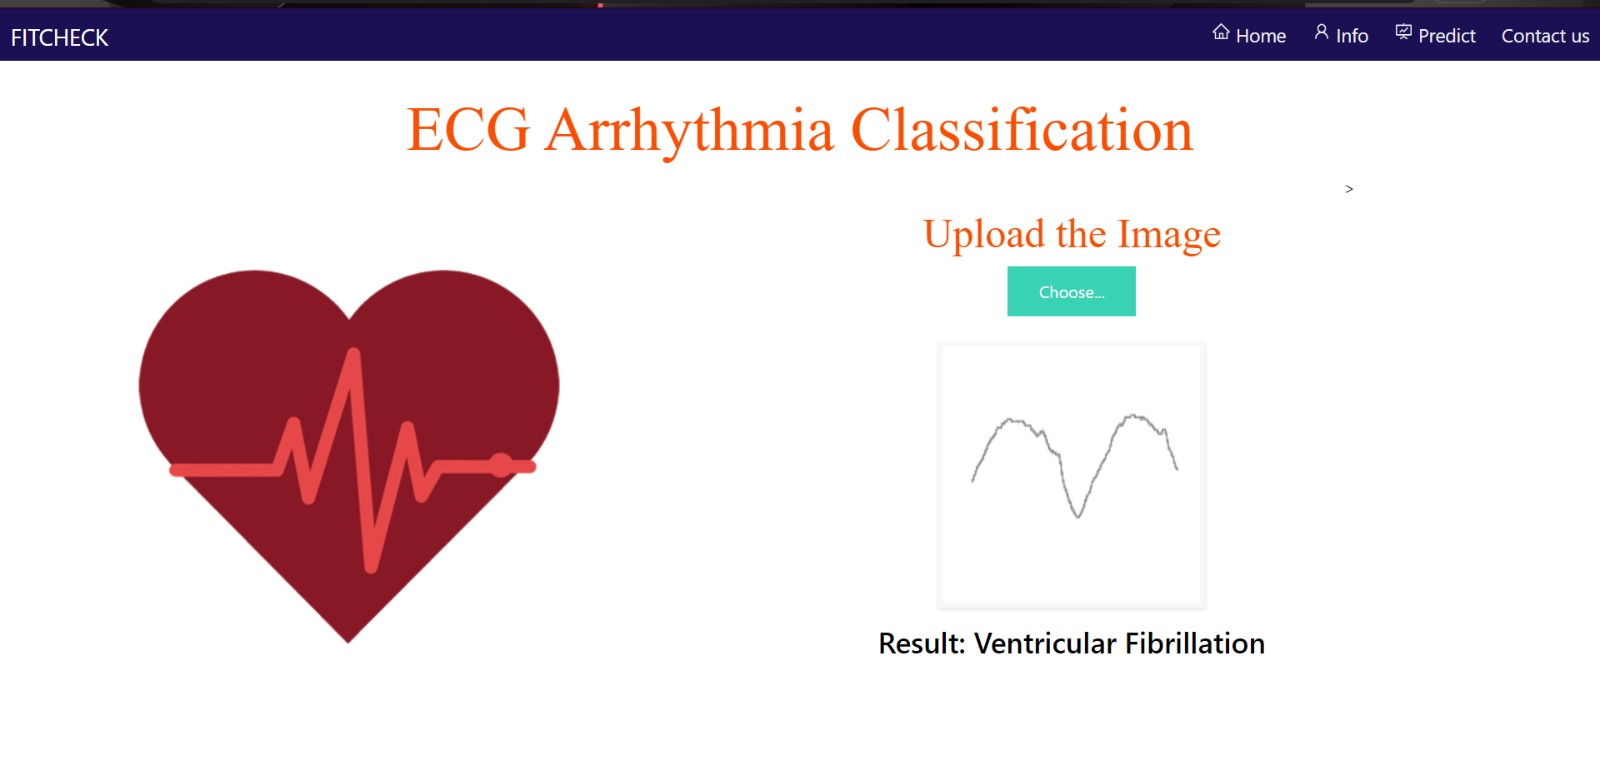 FITCHECK
Home Info Predict Contact us
ECG Arrhythmia Classification
>
Upload the Image
Choose...
Result: Ventricular Fibrillation